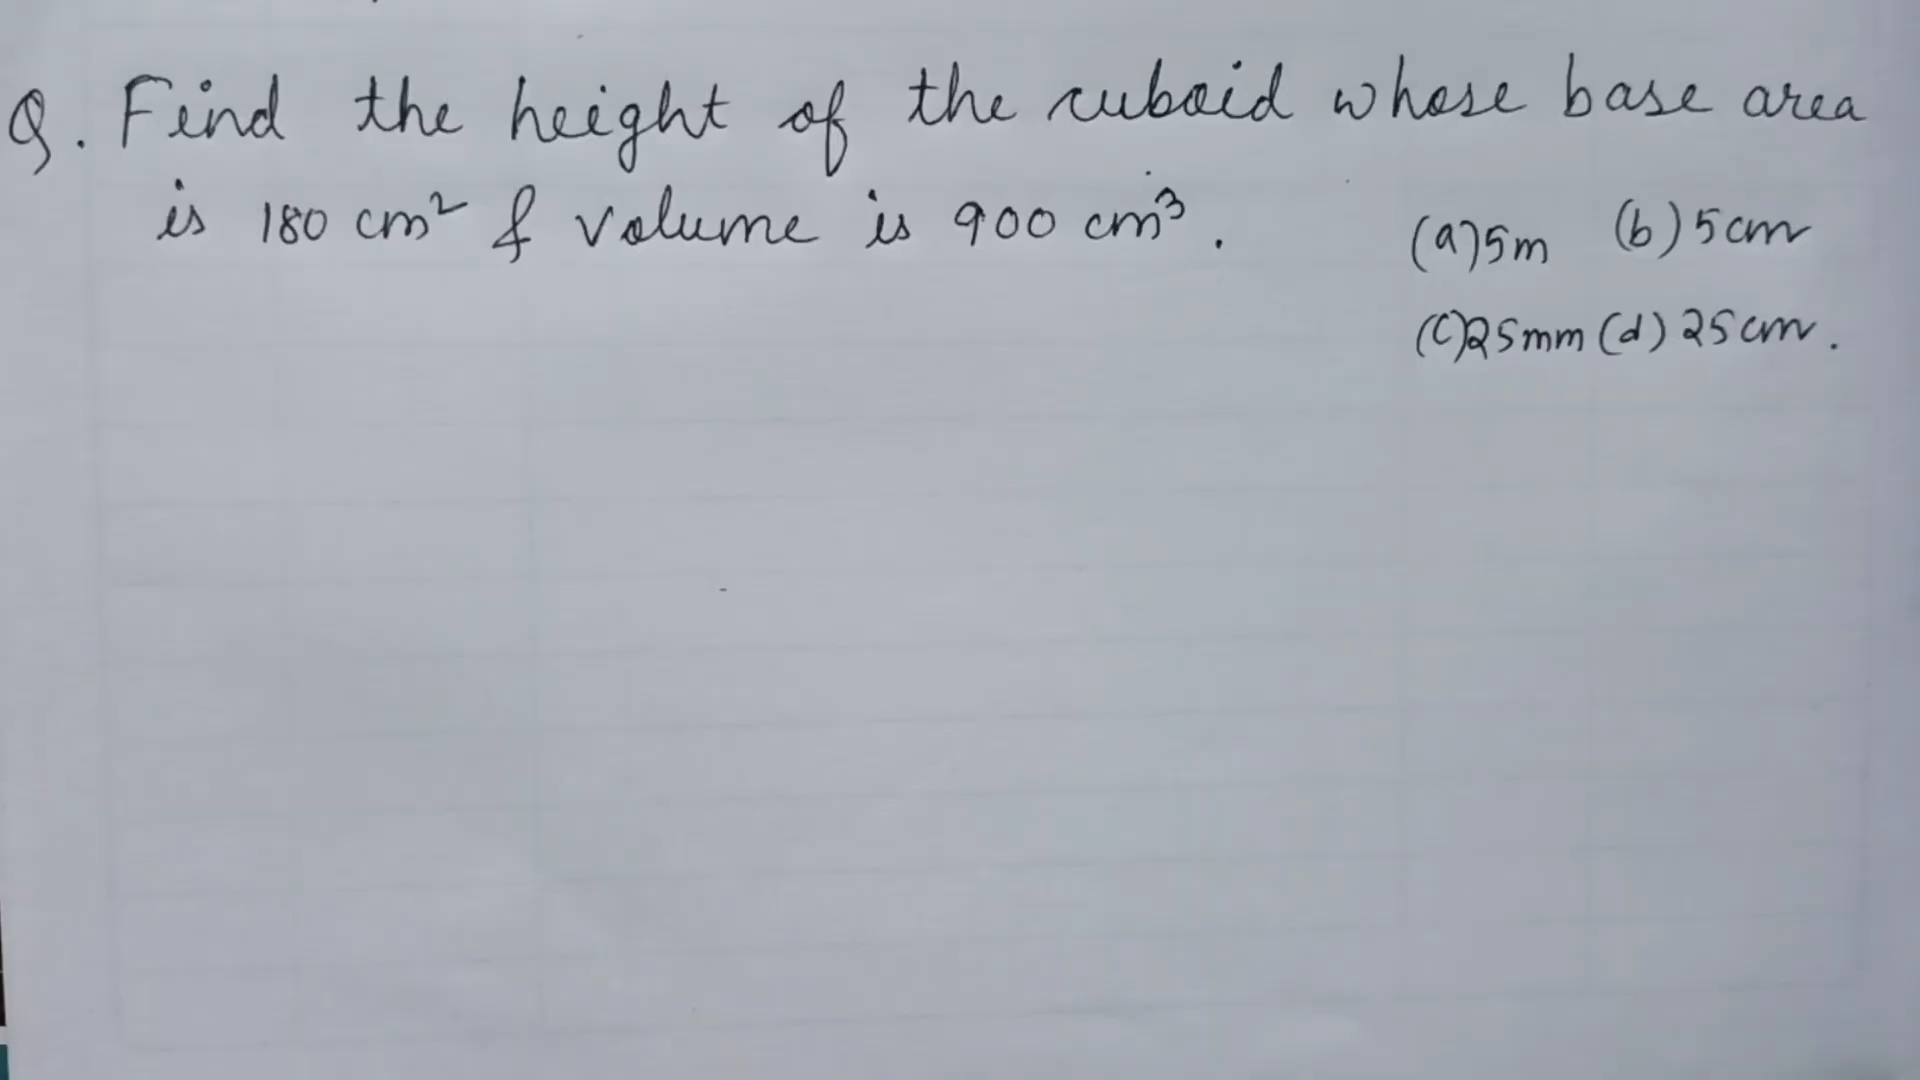 Q. Find the height of the cuboid whose base area
is 180 cm² & volume is 900 cm³.
(a) 5m (b) 5cm
(c) 25mm (d) 25cm.